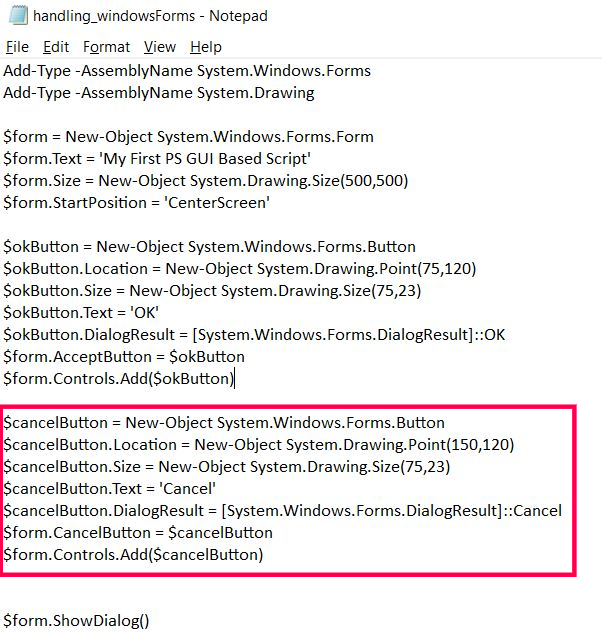 handling_windowsForms - Notepad
File Edit Format View Help
Add-Type -AssemblyName System.Windows.Forms
Add-Type -AssemblyName System.Drawing
$form = New-Object System.Windows.Forms.Form
$form.Text = 'My First PS GUI Based Script'
$form.Size = New-Object System.Drawing.Size(500,500)
$form.StartPosition = 'CenterScreen'
$okButton = New-Object System.Windows.Forms.Button
$okButton.Location = New-Object System.Drawing.Point(75,120)
$okButton.Size = New-Object System.Drawing.Size(75,23)
$okButton.Text = 'OK'
$okButton.DialogResult = [System.Windows.Forms.DialogResult]::OK
$form.AcceptButton = $okButton
$form.Controls.Add($okButton)
$cancelButton = New-Object System.Windows.Forms.Button
$cancelButton.Location = New-Object System.Drawing.Point(150,120)
$cancelButton.Size = New-Object System.Drawing.Size(75,23)
$cancelButton.Text = 'Cancel'
$cancelButton.DialogResult = [System.Windows.Forms.DialogResult]::Cancel
$form.CancelButton = $cancelButton
$form.Controls.Add($cancelButton)
$form.ShowDialog()